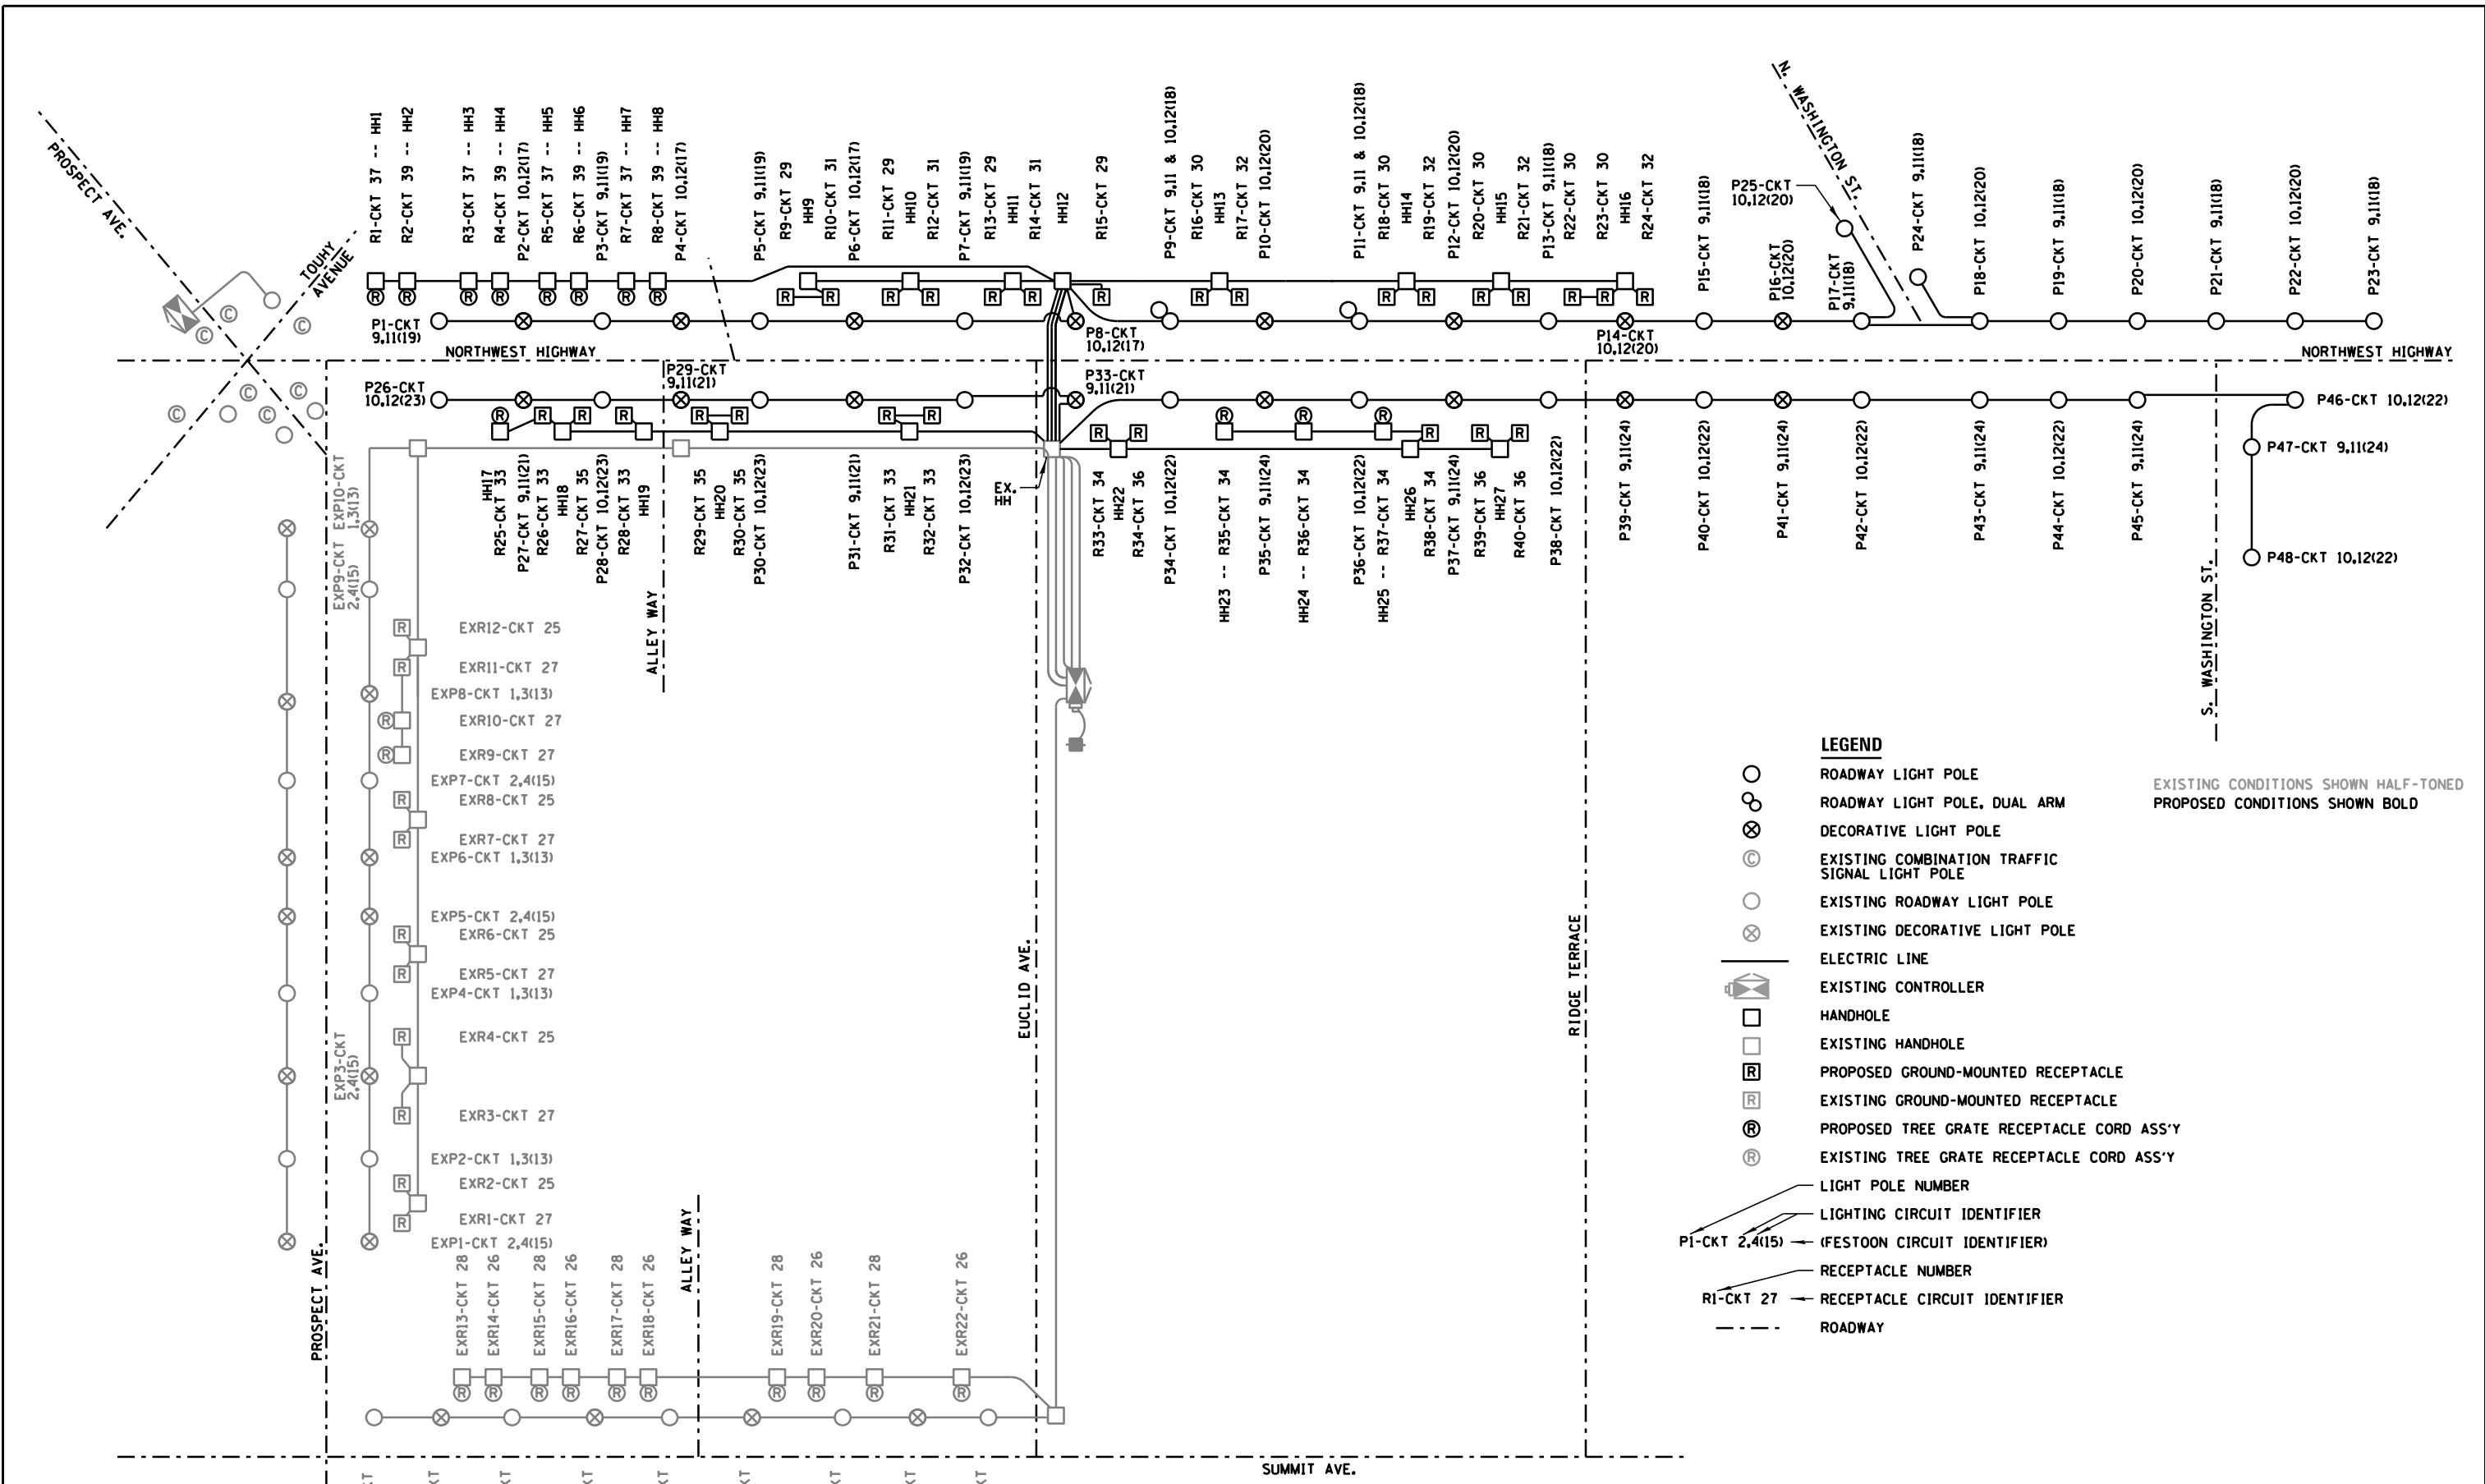 PROSPECT AVE.
TOUHY
AVENUE
R1-CKT 37 -- HH1
R2-CKT 39 -- HH2
R3-CKT 37 -- HH3
R4-CKT 39 -- HH4
P2-CKT 10,12(17)
R5-CKT 37 -- HH5
R6-CKT 39 -- HH6
P3-CKT 9,11(19)
R7-CKT 37 -- HH7
R8-CKT 39 -- HH8
P4-CKT 10,12(17)
P5-CKT 9,11(19)
R9-CKT 29
HH9
R10-CKT 31
P6-CKT 10,12(17)
R11-CKT 29
HH10
R12-CKT 31
P7-CKT 9,11(19)
R13-CKT 29
HH11
R14-CKT 31
HH12
R15-CKT 29
P9-CKT 9,11 & 10,12(18)
R16-CKT 30
HH13
R17-CKT 32
P10-CKT 10,12(20)
P11-CKT 9,11 & 10,12(18)
R18-CKT 30
HH14
R19-CKT 32
P12-CKT 10,12(20)
R20-CKT 30
HH15
R21-CKT 32
P13-CKT 9,11(18)
R22-CKT 30
R23-CKT 30
HH16
R24-CKT 32
P15-CKT 9,11(18)
N. WASHINGTON ST.
P25-CKT
10,12(20)
P16-CKT
10,12(20)
P17-CKT
9,11(18)
P24-CKT 9,11(18)
P18-CKT 10,12(20)
P19-CKT 9,11(18)
P20-CKT 10,12(20)
P21-CKT 9,11(18)
P22-CKT 10,12(20)
P23-CKT 9,11(18)
P1-CKT
9,11(19)
P8-CKT
10,12(17)
P14-CKT
10,12(20)
NORTHWEST HIGHWAY
NORTHWEST HIGHWAY
P26-CKT
10,12(23)
P29-CKT
9,11(21)
P33-CKT
9,11(21)
P46-CKT 10,12(22)
P47-CKT 9,11(24)
P48-CKT 10,12(22)
HH17
R25-CKT 33
P27-CKT 9,11(21)
R26-CKT 33
HH18
R27-CKT 35
P28-CKT 10,12(23)
R28-CKT 33
HH19
R29-CKT 35
HH20
R30-CKT 35
P30-CKT 10,12(23)
P31-CKT 9,11(21)
R31-CKT 33
HH21
R32-CKT 33
P32-CKT 10,12(23)
EX.
HH
R33-CKT 34
HH22
R34-CKT 36
P34-CKT 10,12(22)
HH23 -- R35-CKT 34
P35-CKT 9,11(24)
HH24 -- R36-CKT 34
P36-CKT 10,12(22)
HH25 -- R37-CKT 34
HH26
R38-CKT 34
P37-CKT 9,11(24)
R39-CKT 36
HH27
R40-CKT 36
P38-CKT 10,12(22)
P39-CKT 9,11(24)
P40-CKT 10,12(22)
P41-CKT 9,11(24)
P42-CKT 10,12(22)
P43-CKT 9,11(24)
P44-CKT 10,12(22)
P45-CKT 9,11(24)
ALLEY WAY
S. WASHINGTON ST.
EXP10-CKT
1,3(13)
EXP9-CKT
2,4(15)
EXR12-CKT 25
EXR11-CKT 27
EXP8-CKT 1,3(13)
EXR10-CKT 27
EXR9-CKT 27
EXP7-CKT 2,4(15)
EXR8-CKT 25
EXR7-CKT 27
EXP6-CKT 1,3(13)
EXP5-CKT 2,4(15)
EXR6-CKT 25
EXR5-CKT 27
EXP4-CKT 1,3(13)
EXR4-CKT 25
EXP3-CKT
2,4(15)
EXR3-CKT 27
EXP2-CKT 1,3(13)
EXR2-CKT 25
EXR1-CKT 27
EXP1-CKT 2,4(15)
PROSPECT AVE.
EXR13-CKT 28
EXR14-CKT 26
EXR15-CKT 28
EXR16-CKT 26
EXR17-CKT 28
EXR18-CKT 26
ALLEY WAY
EXR19-CKT 28
EXR20-CKT 26
EXR21-CKT 28
EXR22-CKT 26
EUCLID AVE.
RIDGE TERRACE
SUMMIT AVE.
LEGEND
ROADWAY LIGHT POLE
ROADWAY LIGHT POLE, DUAL ARM
DECORATIVE LIGHT POLE
EXISTING COMBINATION TRAFFIC
SIGNAL LIGHT POLE
EXISTING ROADWAY LIGHT POLE
EXISTING DECORATIVE LIGHT POLE
ELECTRIC LINE
EXISTING CONTROLLER
HANDHOLE
EXISTING HANDHOLE
PROPOSED GROUND-MOUNTED RECEPTACLE
EXISTING GROUND-MOUNTED RECEPTACLE
PROPOSED TREE GRATE RECEPTACLE CORD ASS'Y
EXISTING TREE GRATE RECEPTACLE CORD ASS'Y
LIGHT POLE NUMBER
LIGHTING CIRCUIT IDENTIFIER
P1-CKT 2,4(15) (FESTOON CIRCUIT IDENTIFIER)
RECEPTACLE NUMBER
R1-CKT 27 RECEPTACLE CIRCUIT IDENTIFIER
ROADWAY
EXISTING CONDITIONS SHOWN HALF-TONED
PROPOSED CONDITIONS SHOWN BOLD